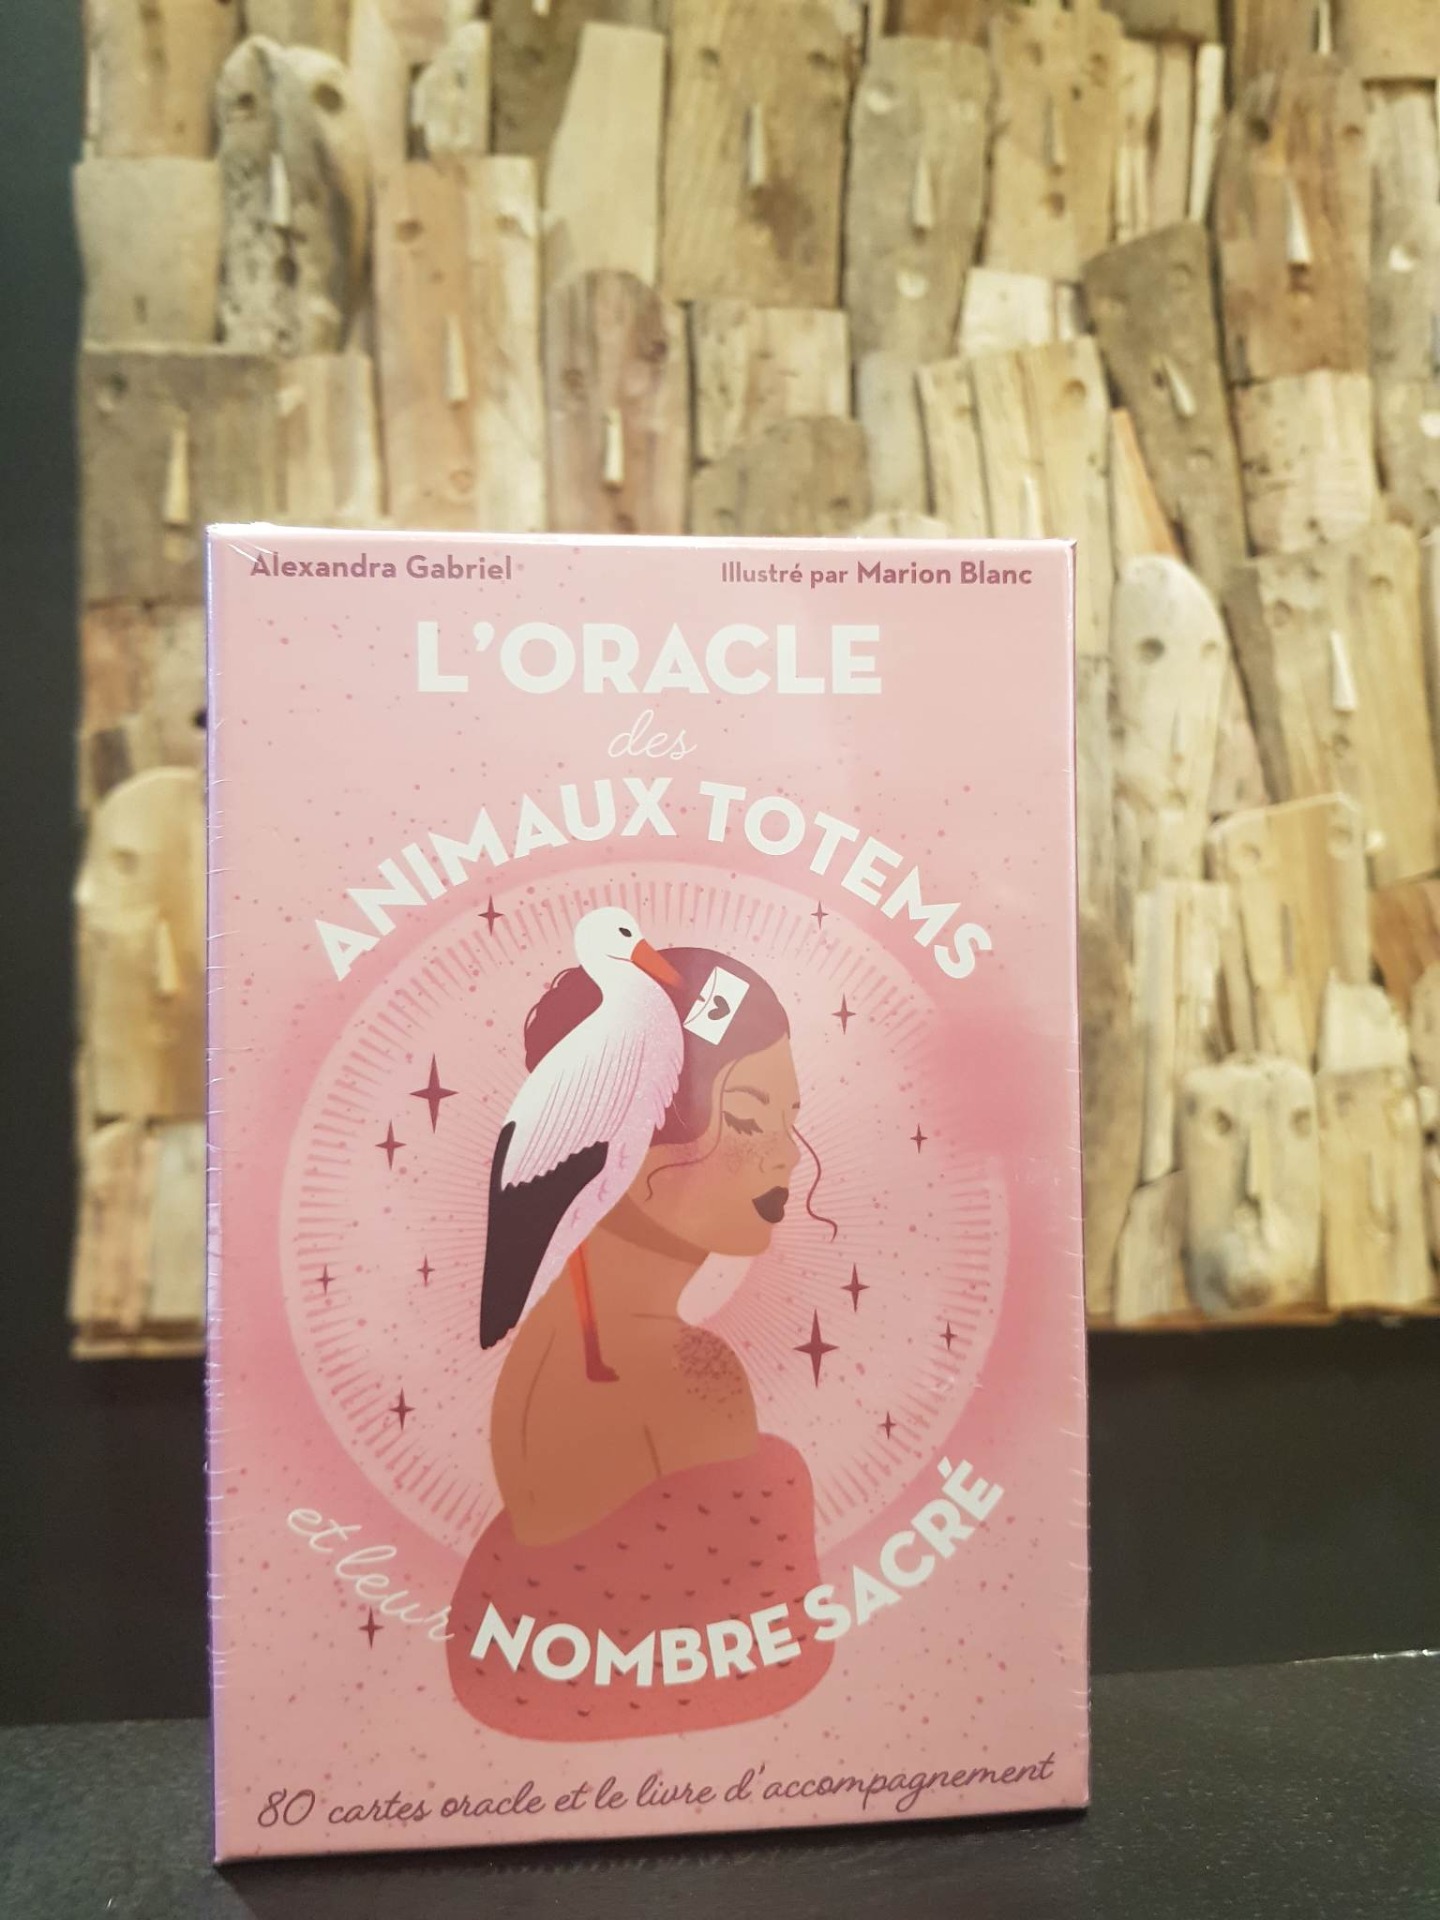 Alexandra Gabriel
Illustré par Marion Blanc
L'ORACLE
des
ANIMAUX TOTEMS
et leur NOMBRE SACRÉ
80 cartes oracle et le livre d'accompagnement